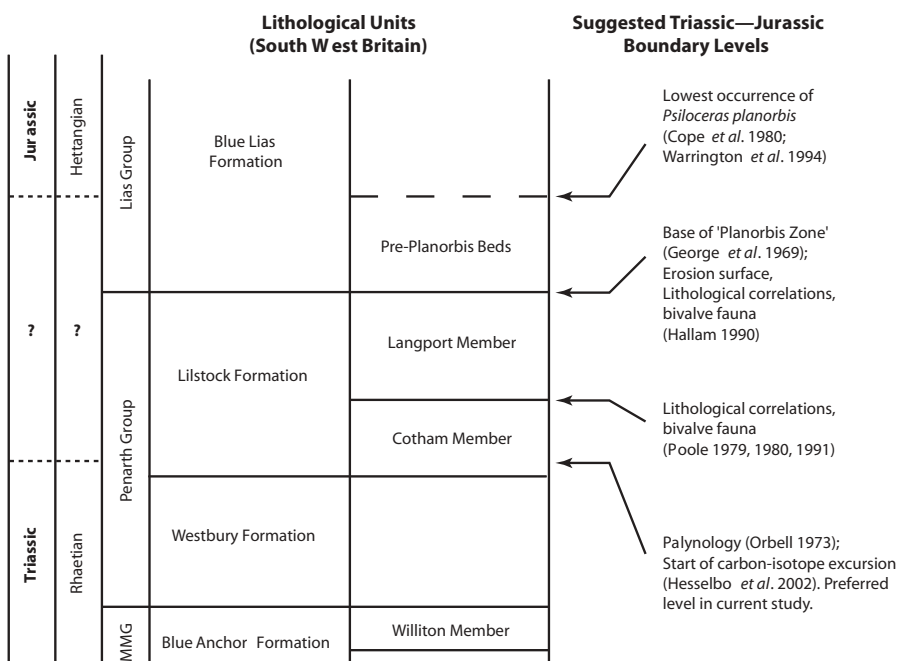 Lithological Units
(South W est Britain)
Suggested Triassic—Jurassic
Boundary Levels
Jurassic
Hettangian
Lias Group
Blue Lias
Formation
Lowest occurrence of
Psiloceras planorbis
(Cope et al. 1980;
Warrington et al. 1994)
Pre-Planorbis Beds
Base of 'Planorbis Zone'
(George et al. 1969);
Erosion surface,
Lithological correlations,
bivalve fauna
(Hallam 1990)
?
?
Penarth Group
Lilstock Formation
Langport Member
Cotham Member
Lithological correlations,
bivalve fauna
(Poole 1979, 1980, 1991)
Triassic
Rhaetian
Westbury Formation
Palynology (Orbell 1973);
Start of carbon-isotope excursion
(Hesselbo et al. 2002). Preferred
level in current study.
MMG
Blue Anchor Formation
Williton Member